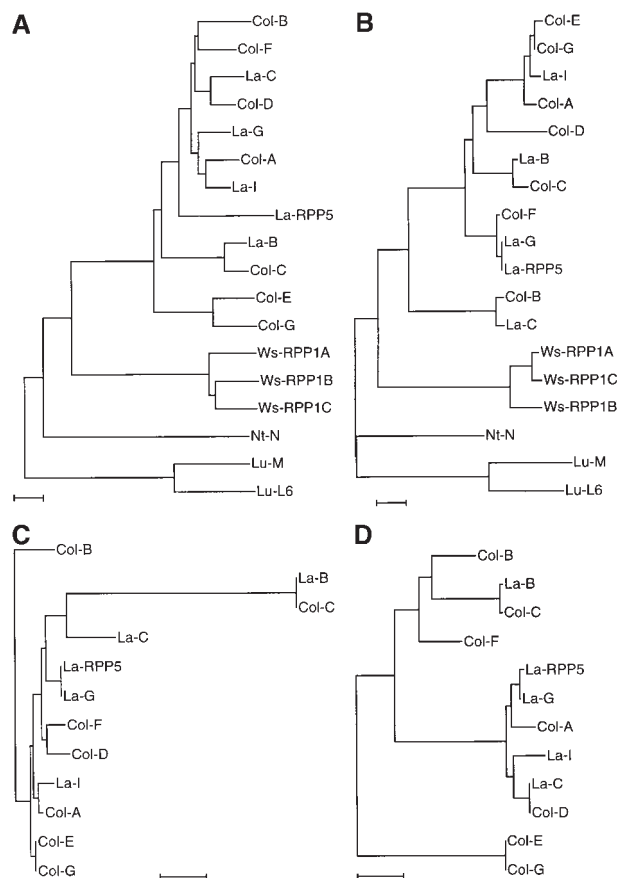 A
Col-B
Col-F
La-C
Col-D
La-G
Col-A
La-I
La-RPP5
La-B
Col-C
Col-E
Col-G
Ws-RPP1A
Ws-RPP1B
Ws-RPP1C
Nt-N
Lu-M
Lu-L6
B
Col-E
Col-G
La-I
Col-A
Col-D
La-B
Col-C
Col-F
La-G
La-RPP5
Col-B
La-C
Ws-RPP1A
Ws-RPP1C
Ws-RPP1B
Nt-N
Lu-M
Lu-L6
C
Col-B
La-B
Col-C
La-C
La-RPP5
La-G
Col-F
Col-D
La-I
Col-A
Col-E
Col-G
D
Col-B
La-B
Col-C
Col-F
La-RPP5
La-G
Col-A
La-I
La-C
Col-D
Col-E
Col-G